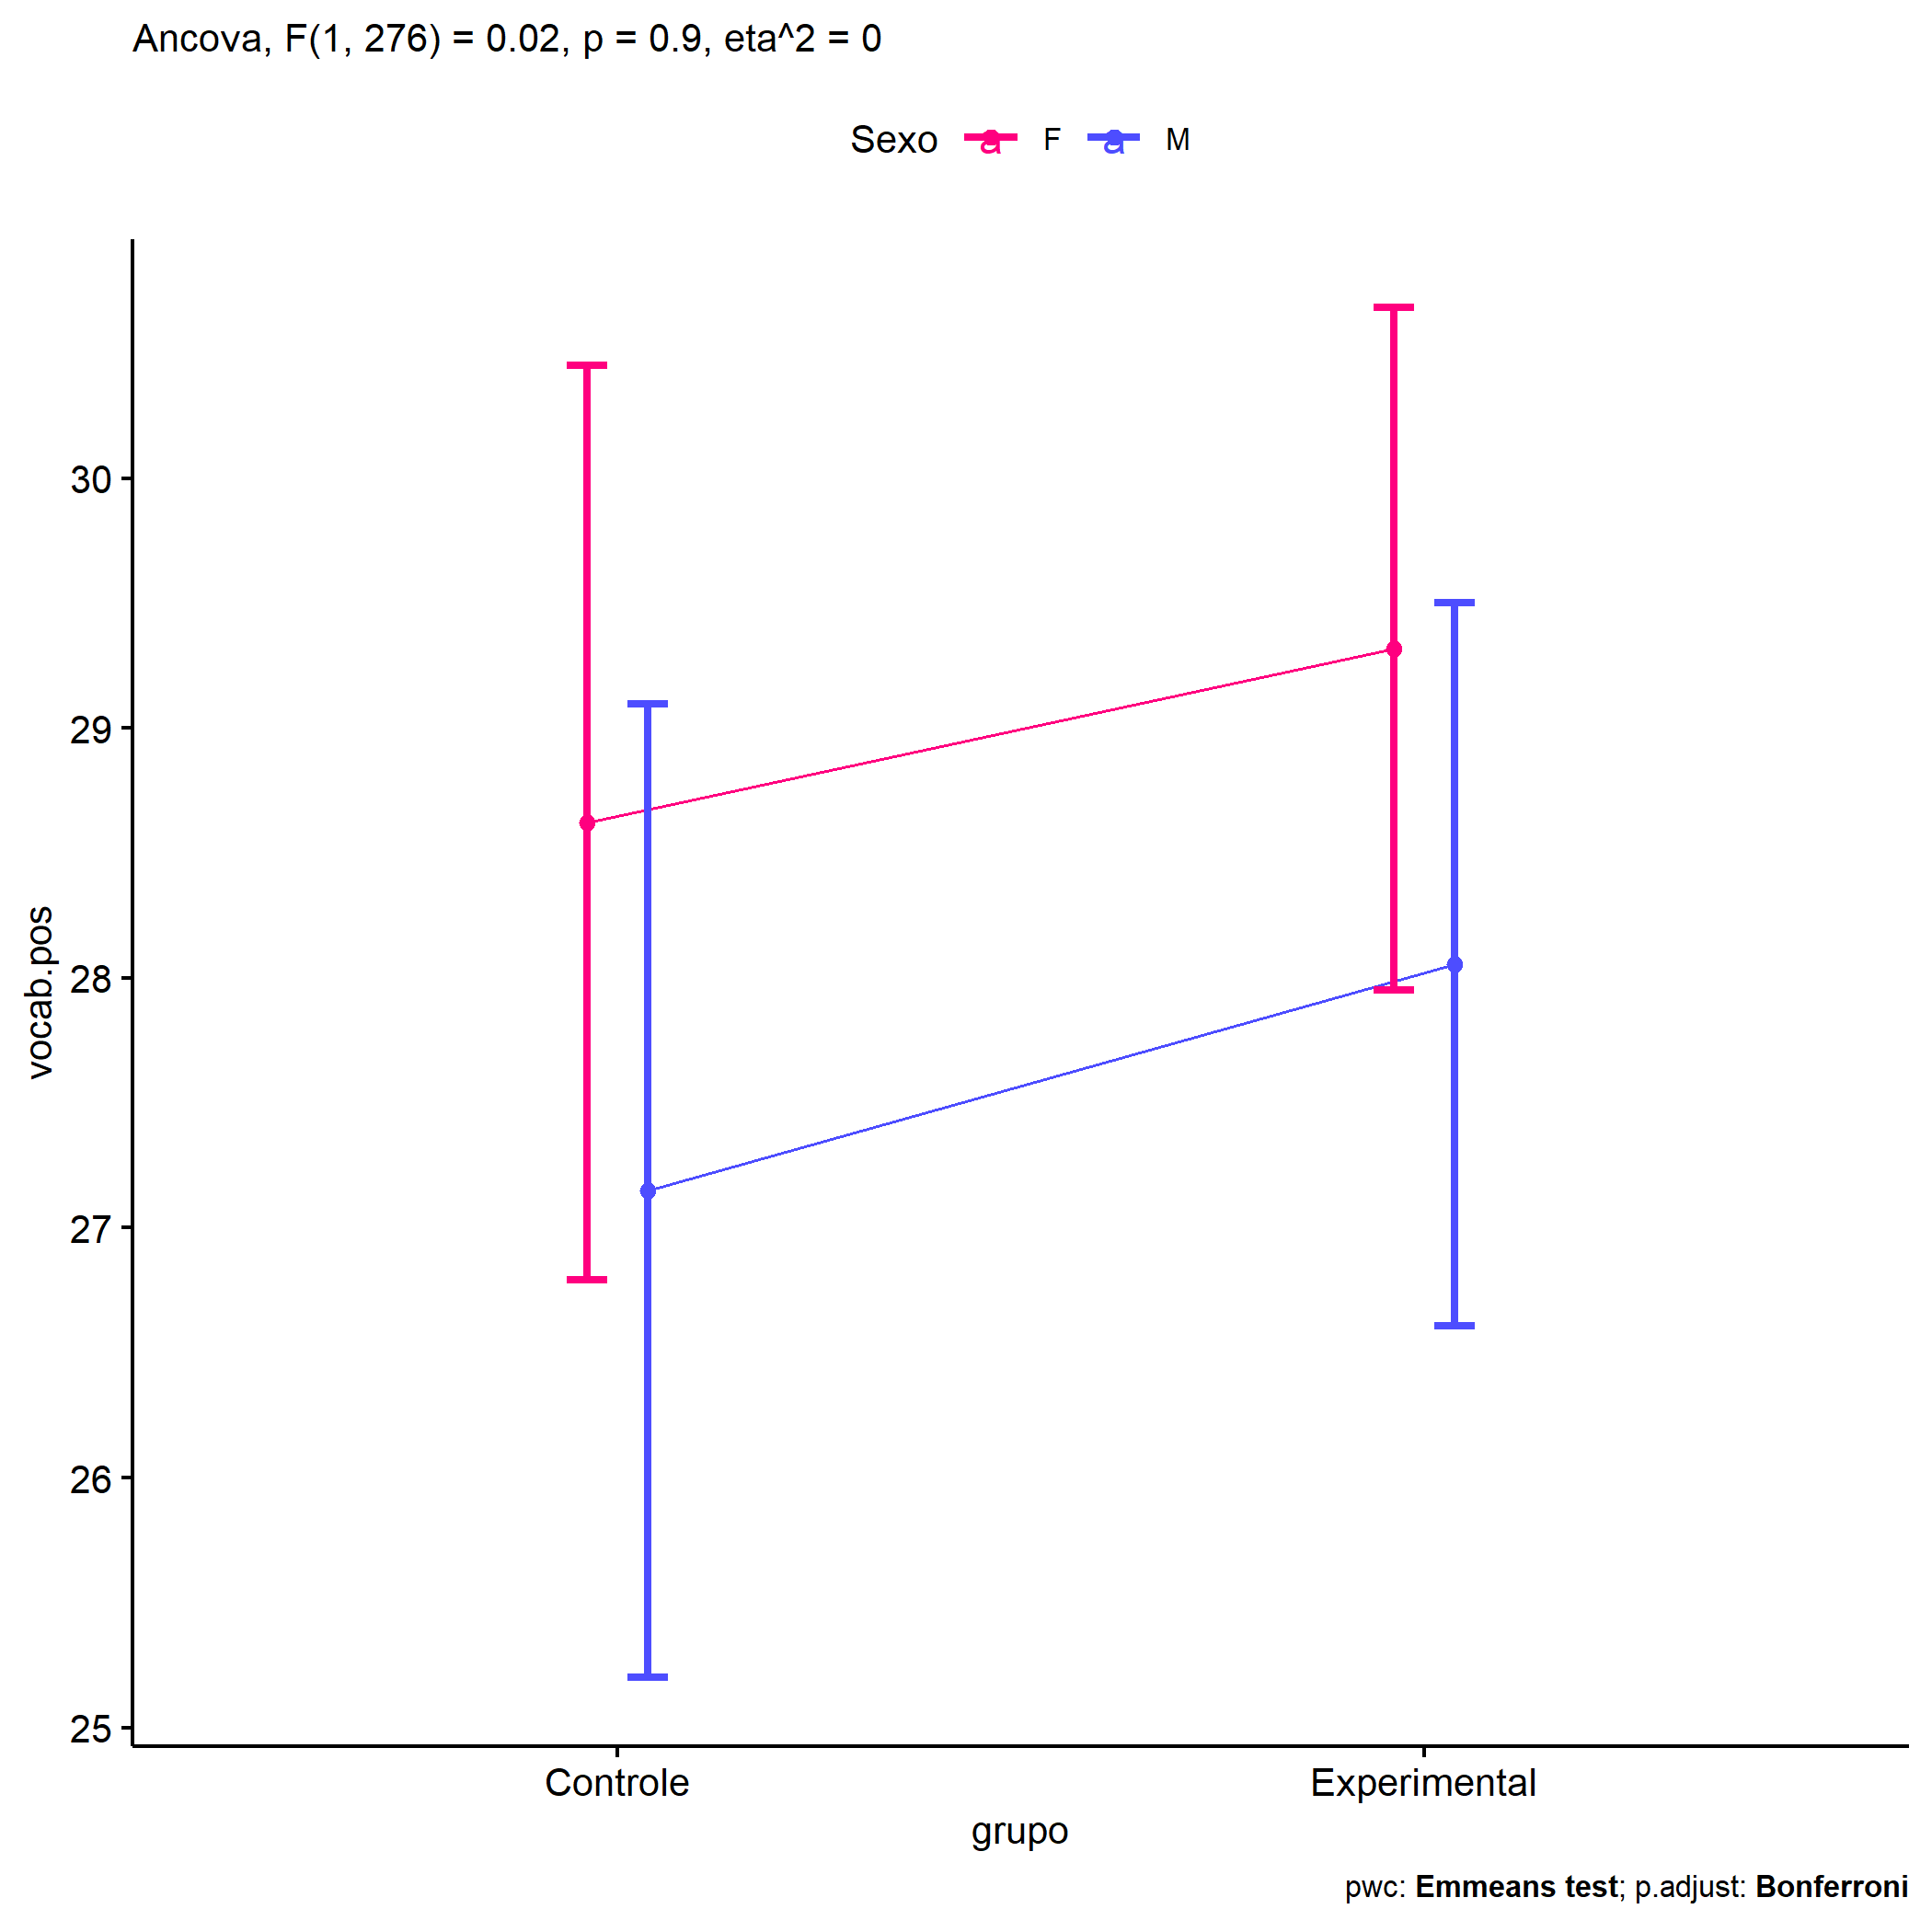 Ancova, F(1, 276) = 0.02, p = 0.9, eta^2 = 0
Sexo a F a M
30
29
28
27
26
25
vocab.pos
Controle Experimental
grupo
pwc: Emmeans test; p.adjust: Bonferroni